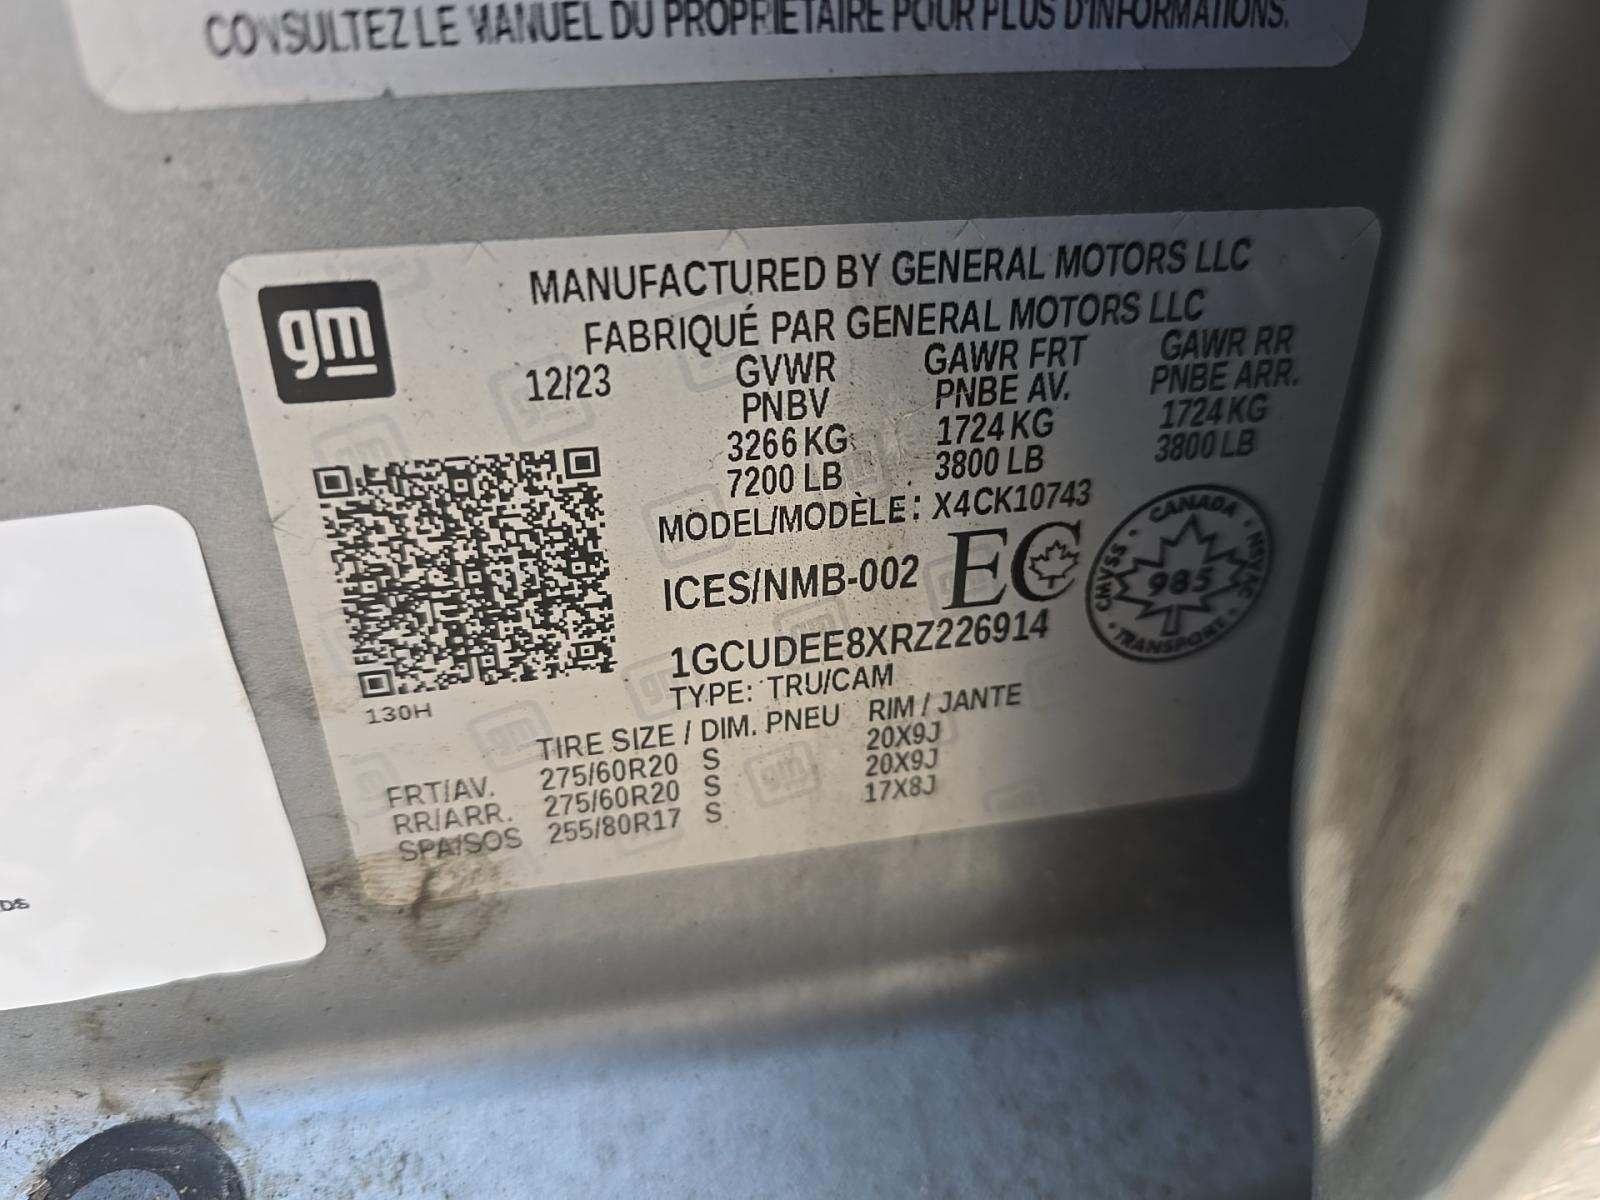 CONSULTEZ LE MANUEL DU PROPRIÉTAIRE POUR PLUS D'INFORMATIONS.
gm
MANUFACTURED BY GENERAL MOTORS LLC
FABRIQUÉ PAR GENERAL MOTORS LLC
12/23 GVWR GAWR FRT GAWR RR
PNBV PNBE AV. PNBE ARR.
3266 KG 1724 KG 1724 KG
7200 LB 3800 LB 3800 LB
MODEL/MODÈLE: X4CK10743
ICES/NMB-002 EC
CANADA
CMVSS 985 NSVAC
TRANSPORT
1GCUDEE8XRZ226914
TYPE: TRU/CAM
130H
TIRE SIZE / DIM. PNEU RIM / JANTE
FRT/AV. 275/60R20 S 20X9J
RR/ARR. 275/60R20 S 20X9J
SPA/SOS 255/80R17 S 17X8J
DS